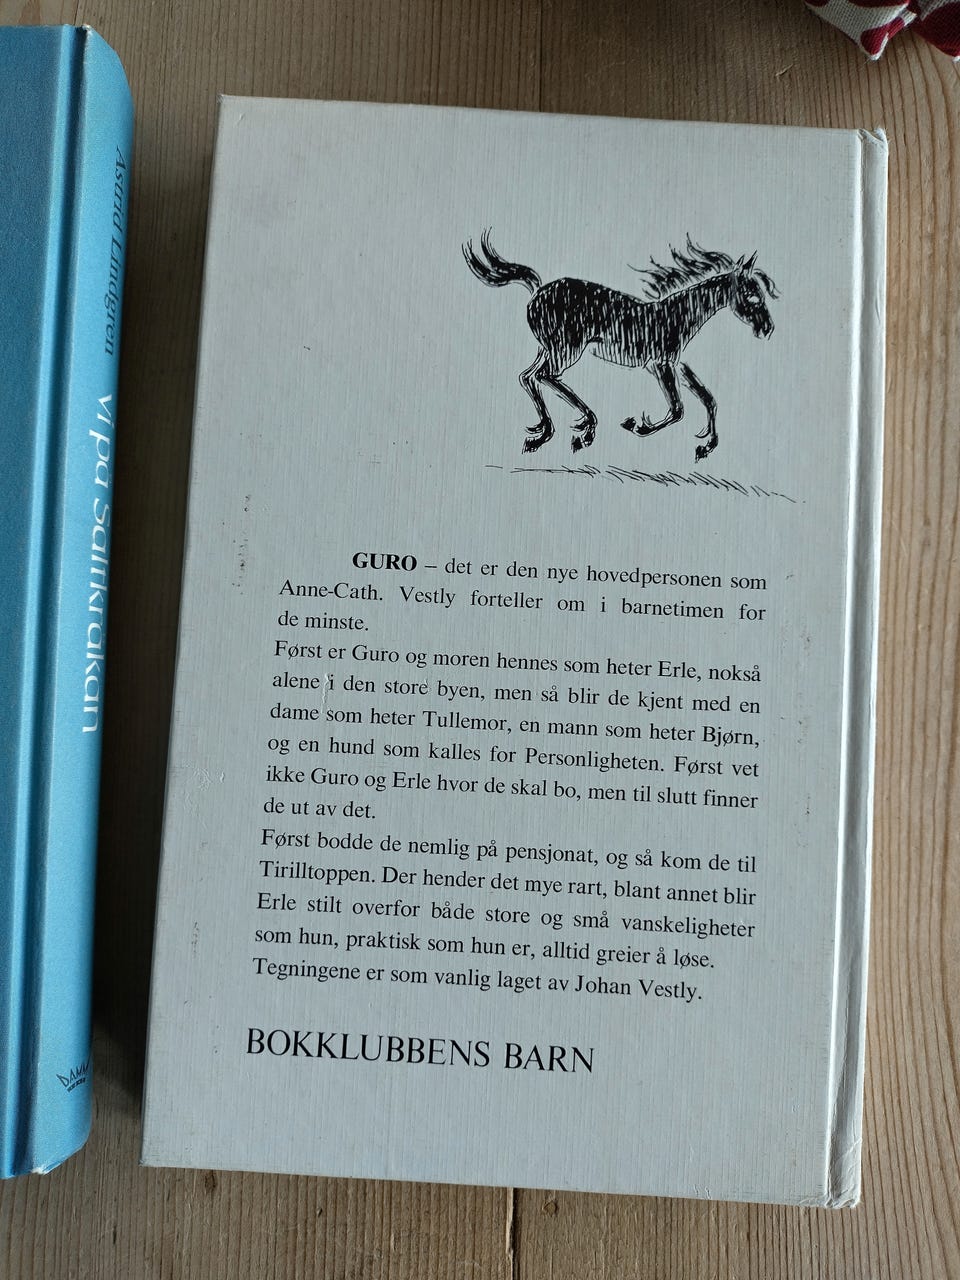 Astrid Lindgren
Vi på Saltkråkan
DAMM
GURO – det er den nye hovedpersonen som
Anne-Cath. Vestly forteller om i barnetimen for
de minste.
Først er Guro og moren hennes som heter Erle, nokså
alene i den store byen, men så blir de kjent med en
dame som heter Tullemor, en mann som heter Bjørn,
og en hund som kalles for Personligheten. Først vet
ikke Guro og Erle hvor de skal bo, men til slutt finner
de ut av det.
Først bodde de nemlig på pensjonat, og så kom de til
Tirilltoppen. Der hender det mye rart, blant annet blir
Erle stilt overfor både store og små vanskeligheter
som hun, praktisk som hun er, alltid greier å løse.
Tegningene er som vanlig laget av Johan Vestly.
BOKKLUBBENS BARN